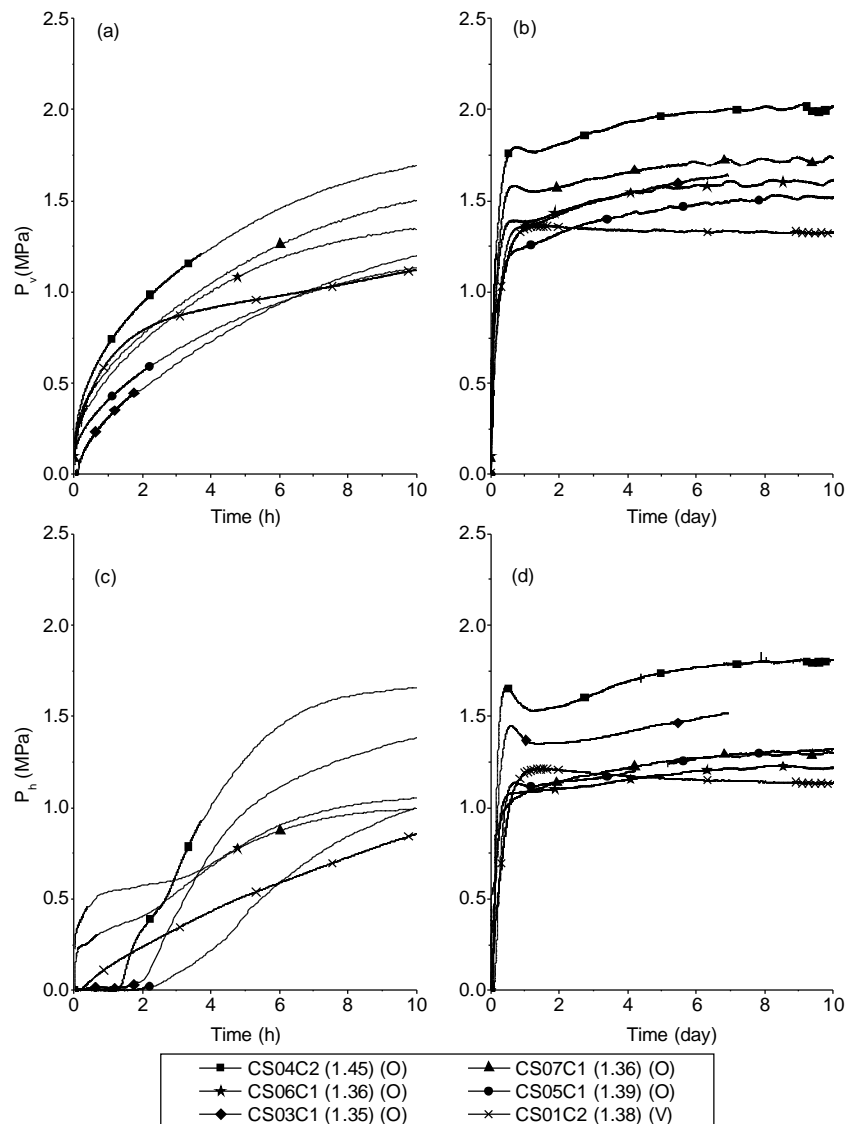 (a)
(b)
2.5
2.0
1.5
1.0
0.5
0.0
P_v (MPa)
0 2 4 6 8 10
Time (h)
2.5
2.0
1.5
1.0
0.5
0.0
0 2 4 6 8 10
Time (day)
(c)
(d)
2.5
2.0
1.5
1.0
0.5
0.0
P_h (MPa)
0 2 4 6 8 10
Time (h)
2.5
2.0
1.5
1.0
0.5
0.0
0 2 4 6 8 10
Time (day)
CS04C2 (1.45) (O)
CS07C1 (1.36) (O)
CS06C1 (1.36) (O)
CS05C1 (1.39) (O)
CS03C1 (1.35) (O)
CS01C2 (1.38) (V)